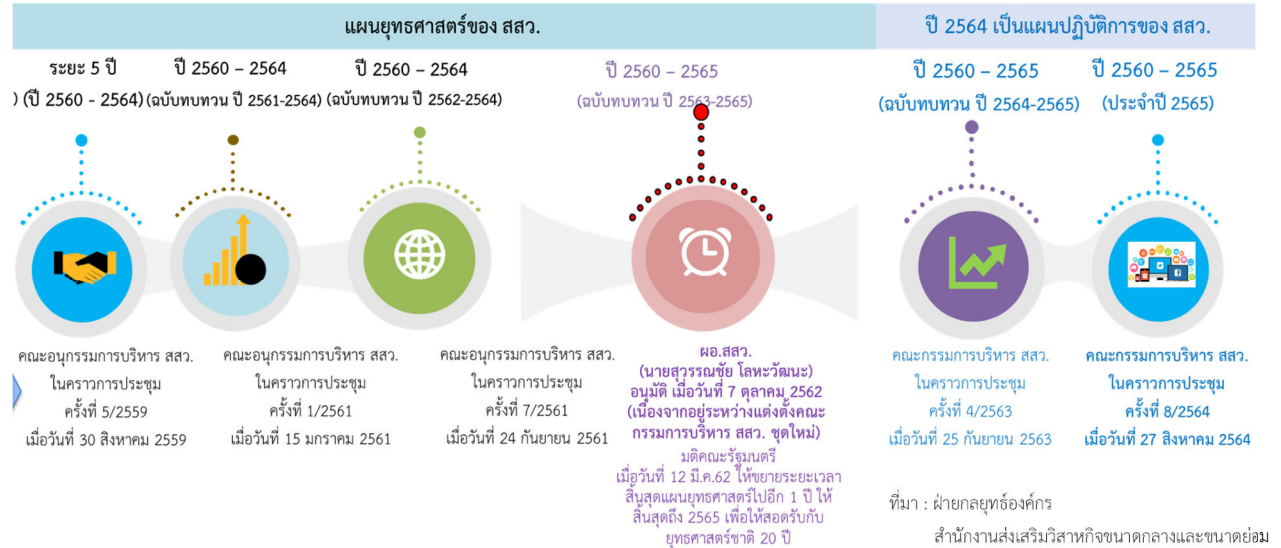 แผนยุทธศาสตร์ของ สสว.
ปี 2564 เป็นแผนปฏิบัติการของ สสว.
ระยะ 5 ปี
) (ปี 2560 - 2564)
ปี 2560 – 2564
(ฉบับทบทวน ปี 2561-2564)
ปี 2560 – 2564
(ฉบับทบทวน ปี 2562-2564)
ปี 2560 – 2565
(ฉบับทบทวน ปี 2563-2565)
ปี 2560 – 2565
(ฉบับทบทวน ปี 2564-2565)
ปี 2560 – 2565
(ประจำปี 2565)
คณะอนุกรรมการบริหาร สสว.
ในคราวการประชุม
ครั้งที่ 5/2559
เมื่อวันที่ 30 สิงหาคม 2559
คณะอนุกรรมการบริหาร สสว.
ในคราวการประชุม
ครั้งที่ 1/2561
เมื่อวันที่ 15 มกราคม 2561
คณะอนุกรรมการบริหาร สสว.
ในคราวการประชุม
ครั้งที่ 7/2561
เมื่อวันที่ 24 กันยายน 2561
ผอ.สสว.
(นายสุวรรณชัย โลหะวัฒนะ)
อนุมัติ เมื่อวันที่ 7 ตุลาคม 2562
(เนื่องจากอยู่ระหว่างแต่งตั้งคณะ
กรรมการบริหาร สสว. ชุดใหม่)
มติคณะรัฐมนตรี
เมื่อวันที่ 12 มี.ค.62 ให้ขยายระยะเวลา
สิ้นสุดแผนยุทธศาสตร์ไปอีก 1 ปี ให้
สิ้นสุดถึง 2565 เพื่อให้สอดรับกับ
ยุทธศาสตร์ชาติ 20 ปี
คณะกรรมการบริหาร สสว.
ในคราวการประชุม
ครั้งที่ 4/2563
เมื่อวันที่ 25 กันยายน 2563
คณะกรรมการบริหาร สสว.
ในคราวการประชุม
ครั้งที่ 8/2564
เมื่อวันที่ 27 สิงหาคม 2564
ที่มา : ฝ่ายกลยุทธ์องค์กร
สำนักงานส่งเสริมวิสาหกิจขนาดกลางและขนาดย่อม